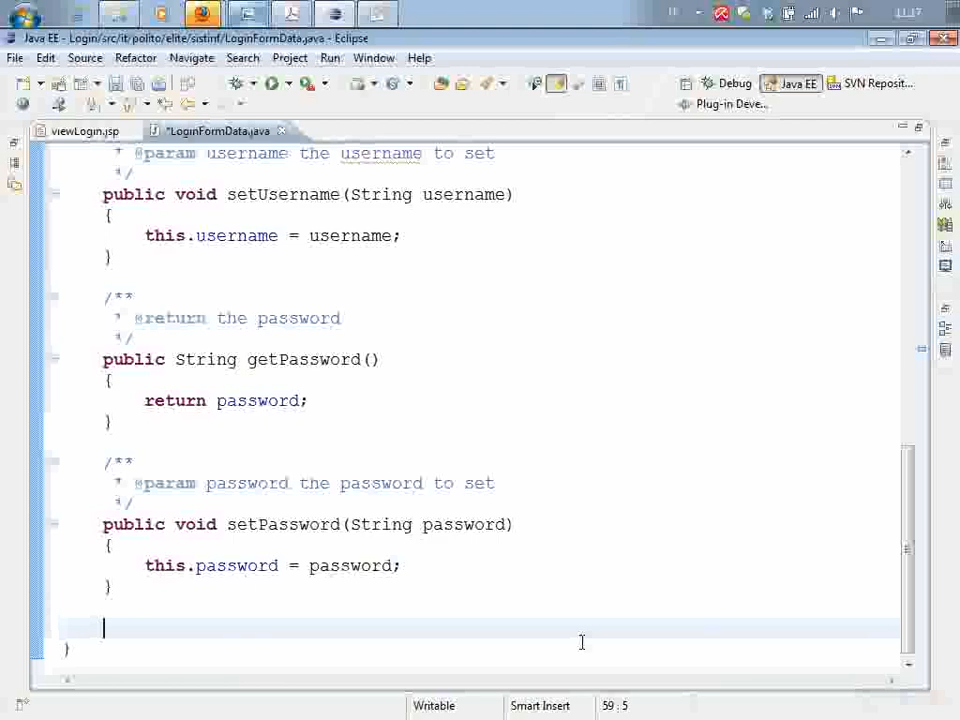 11:17
Java EE - Login/src/it/polito/elite/sistinf/LoginFormData.java - Eclipse
File Edit Source Refactor Navigate Search Project Run Window Help
Debug Java EE SVN Reposit...
Plug-in Deve...
viewLogin.jsp *LoginFormData.java
* @param username the username to set
*/
public void setUsername(String username)
{
this.username = username;
}
/**
* @return the password
*/
public String getPassword()
{
return password;
}
/**
* @param password the password to set
*/
public void setPassword(String password)
{
this.password = password;
}
}
Writable Smart Insert 59 : 5